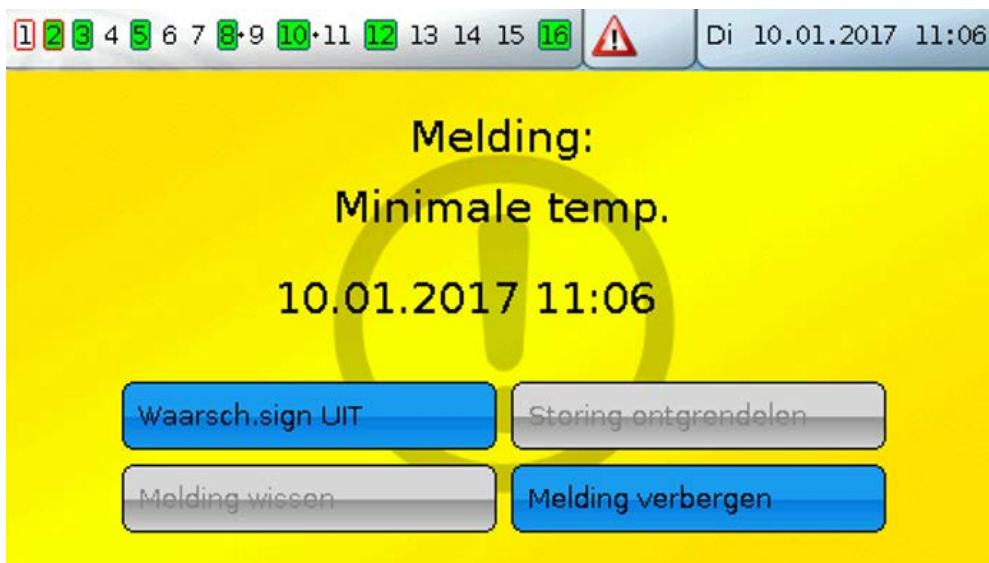 1 2 3 4 5 6 7 8+9 10+11 12 13 14 15 16 Di 10.01.2017 11:06
Melding:
Minimale temp.
10.01.2017 11:06
Waarsch.sign UIT Storing ontgrendelen
Melding wissen Melding verbergen